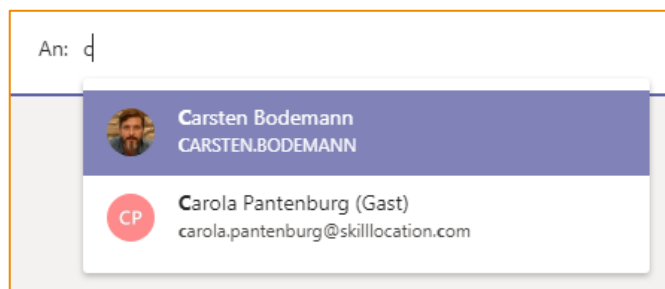 An: c
Carsten Bodemann
CARSTEN.BODEMANN
CP
Carola Pantenburg (Gast)
carola.pantenburg@skilllocation.com